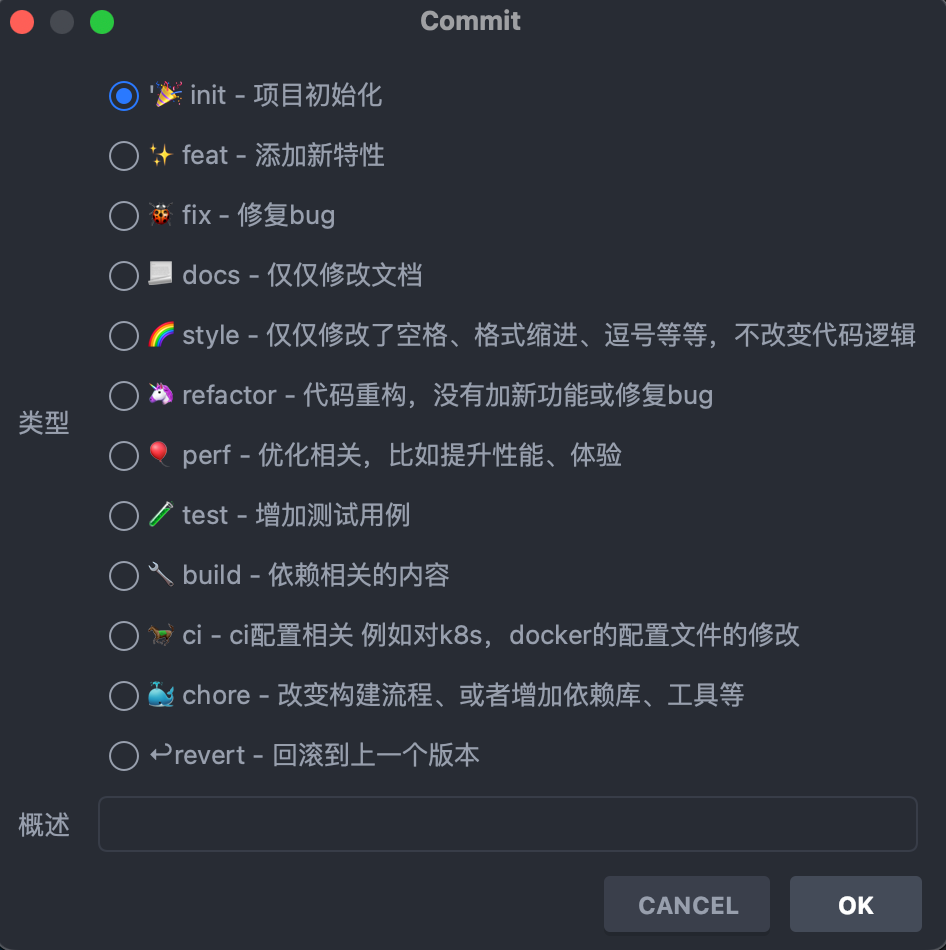 Commit
'🎉 init - 项目初始化
✨ feat - 添加新特性
🐞 fix - 修复bug
📃 docs - 仅仅修改文档
🌈 style - 仅仅修改了空格、格式缩进、逗号等等，不改变代码逻辑
🦄 refactor - 代码重构，没有加新功能或修复bug
类型
🎈 perf - 优化相关，比如提升性能、体验
🧪 test - 增加测试用例
🔧 build - 依赖相关的内容
🐎 ci - ci配置相关 例如对k8s，docker的配置文件的修改
🐳 chore - 改变构建流程、或者增加依赖库、工具等
↩revert - 回滚到上一个版本
概述
CANCEL
OK